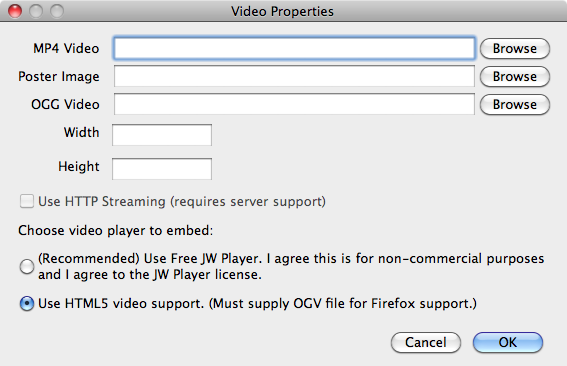 Video Properties
MP4 Video Browse
Poster Image Browse
OGG Video Browse
Width
Height
Use HTTP Streaming (requires server support)
Choose video player to embed:
(Recommended) Use Free JW Player. I agree this is for non-commercial purposes
and I agree to the JW Player license.
Use HTML5 video support. (Must supply OGV file for Firefox support.)
Cancel OK